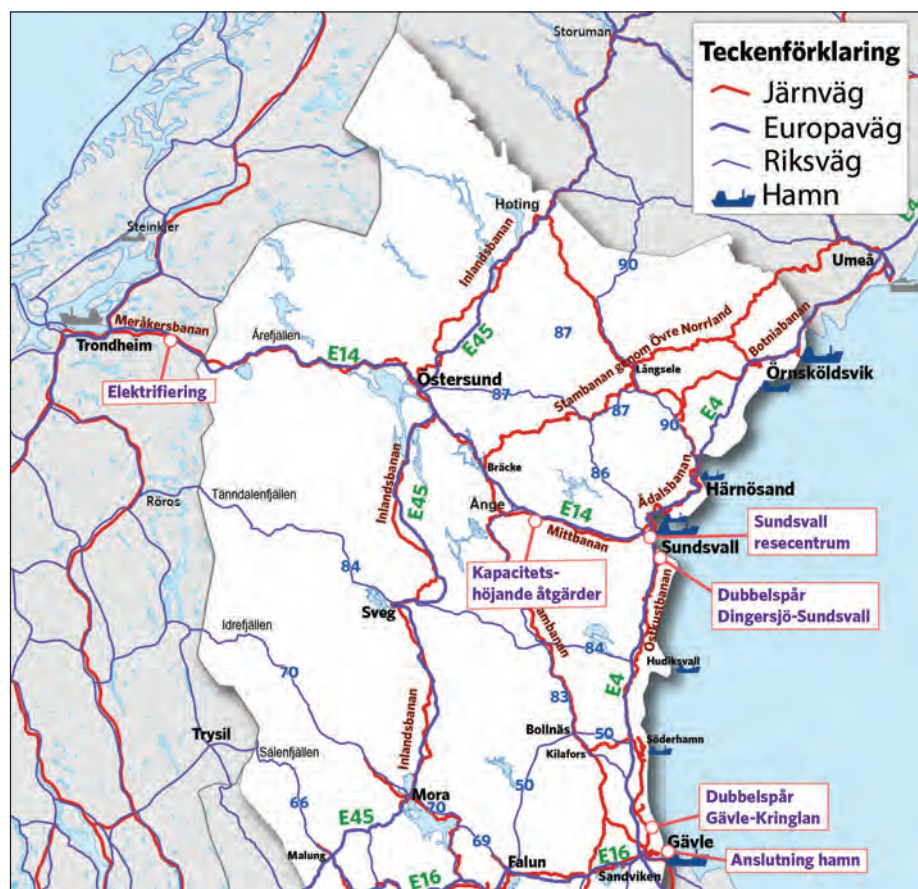 Storuman
Teckenförklaring
Järnväg
Europaväg
Riksväg
Hamn
E4
Hoting
Steinkjer
Umeå
Inlandsbanan
90
Meråkersbanan
Årefjällen
E45
87
Stambanan genom Övre Norrland
Botniabanan
Trondheim
E14
Långsele
Örnsköldsvik
Elektrifiering
Östersund
87
87
90
E4
Bräcke
86
Ådalsbanan
Härnösand
Inlandsbanan
E45
Röros
Tänndalenfjällen
Ånge
E14
Mittbanan
Sundsvall
Sundsvall
resecentrum
Kapacitets-
höjande åtgärder
84
Dubbelspår
Dingersjö-Sundsvall
Sveg
Ostkustbanan
Idrefjällen
84
Hudiksvall
70
E4
83
Trysil
Sälenfjällen
Inlandsbanan
Bollnäs
50
Söderhamn
Kilafors
50
66
Mora
70
Dubbelspår
Gävle-Kringlan
E45
69
Malung
Gävle
Anslutning hamn
E16
Falun
E16
Sandviken